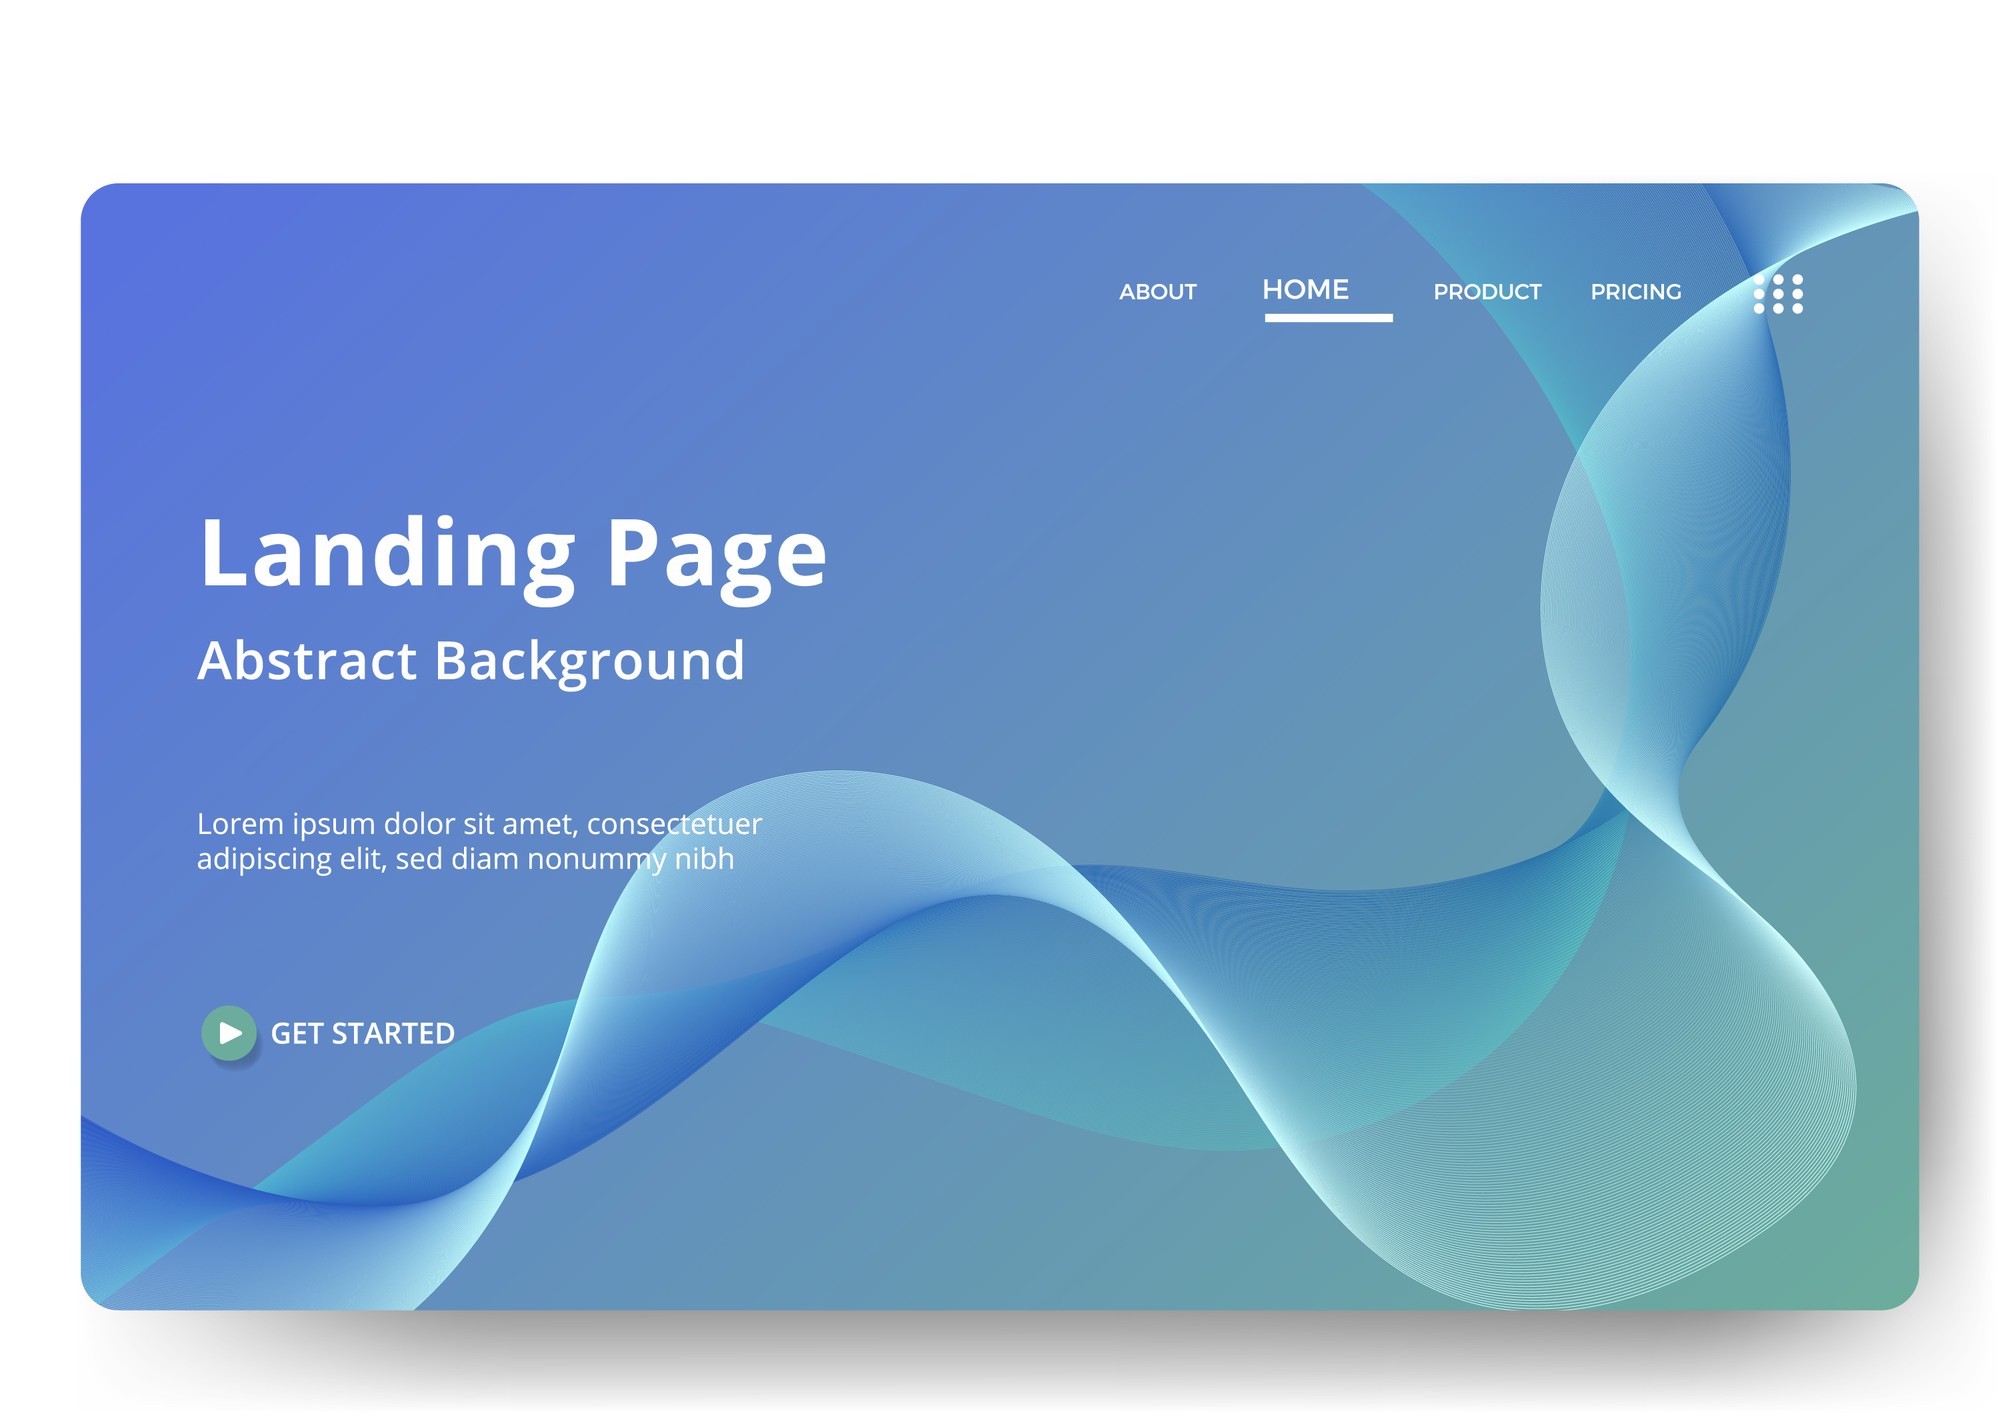 ABOUT HOME PRODUCT PRICING
Landing Page
Abstract Background
Lorem ipsum dolor sit amet, consectetuer
adipiscing elit, sed diam nonummy nibh
GET STARTED